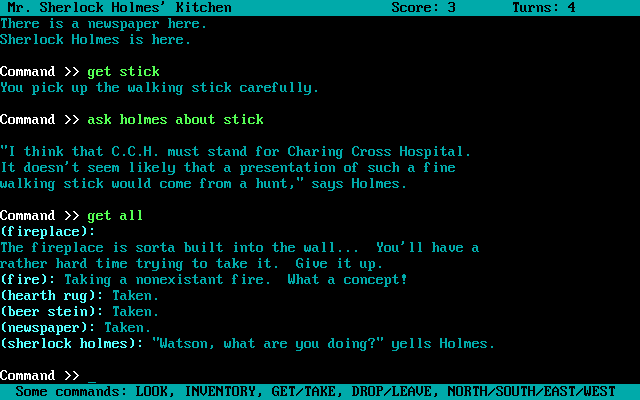 Mr. Sherlock Holmes' Kitchen Score: 3 Turns: 4
There is a newspaper here.
Sherlock Holmes is here.
Command >> get stick
You pick up the walking stick carefully.
Command >> ask holmes about stick
"I think that C.C.H. must stand for Charing Cross Hospital.
It doesn't seem likely that a presentation of such a fine
walking stick would come from a hunt," says Holmes.
Command >> get all
(fireplace):
The fireplace is sorta built into the wall... You'll have a
rather hard time trying to take it. Give it up.
(fire): Taking a nonexistant fire. What a concept!
(hearth rug): Taken.
(beer stein): Taken.
(newspaper): Taken.
(sherlock holmes): "Watson, what are you doing?" yells Holmes.
Command >> _
Some commands: LOOK, INVENTORY, GET/TAKE, DROP/LEAVE, NORTH/SOUTH/EAST/WEST